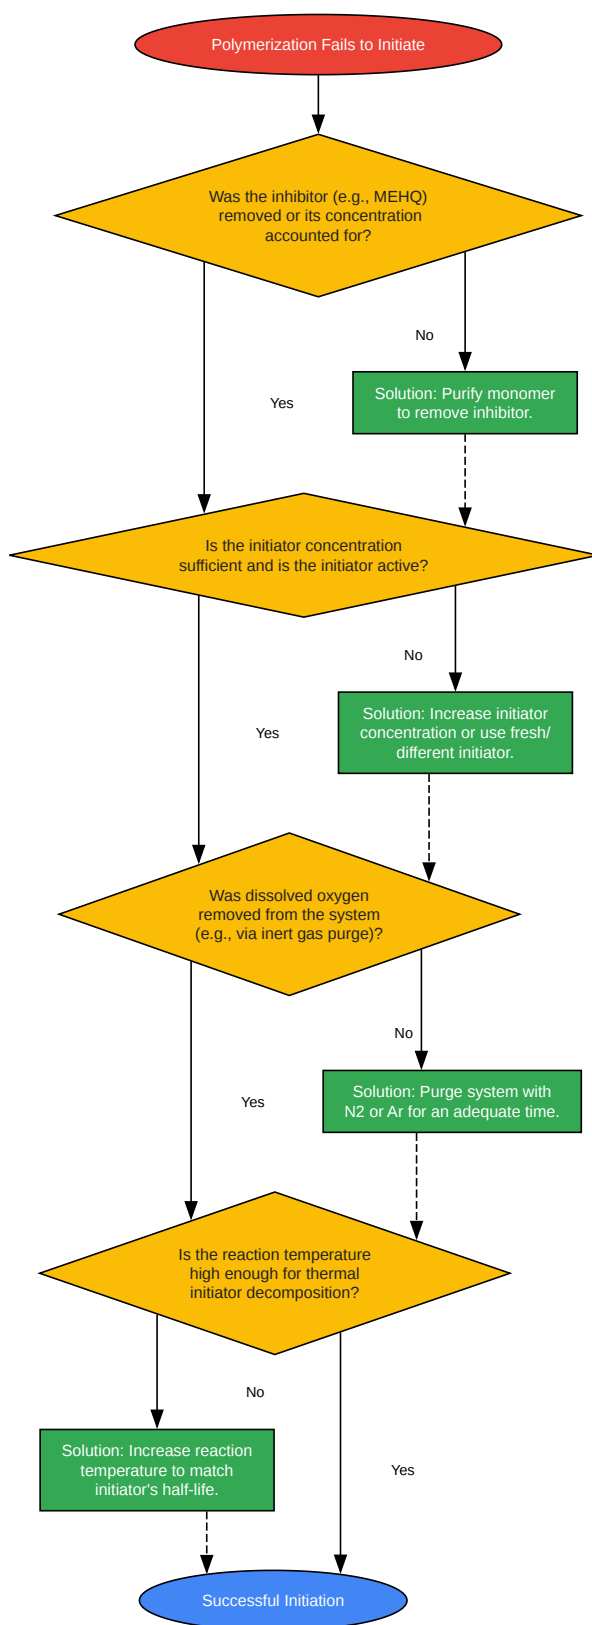 Polymerization Fails to Initiate
Was the inhibitor (e.g., MEHQ)
removed or its concentration
accounted for?
No
Solution: Purify monomer
to remove inhibitor.
Yes
Is the initiator concentration
sufficient and is the initiator active?
No
Solution: Increase initiator
concentration or use fresh/
different initiator.
Yes
Was dissolved oxygen
removed from the system
(e.g., via inert gas purge)?
No
Solution: Purge system with
N2 or Ar for an adequate time.
Yes
Is the reaction temperature
high enough for thermal
initiator decomposition?
No
Solution: Increase reaction
temperature to match
initiator's half-life.
Yes
Successful Initiation